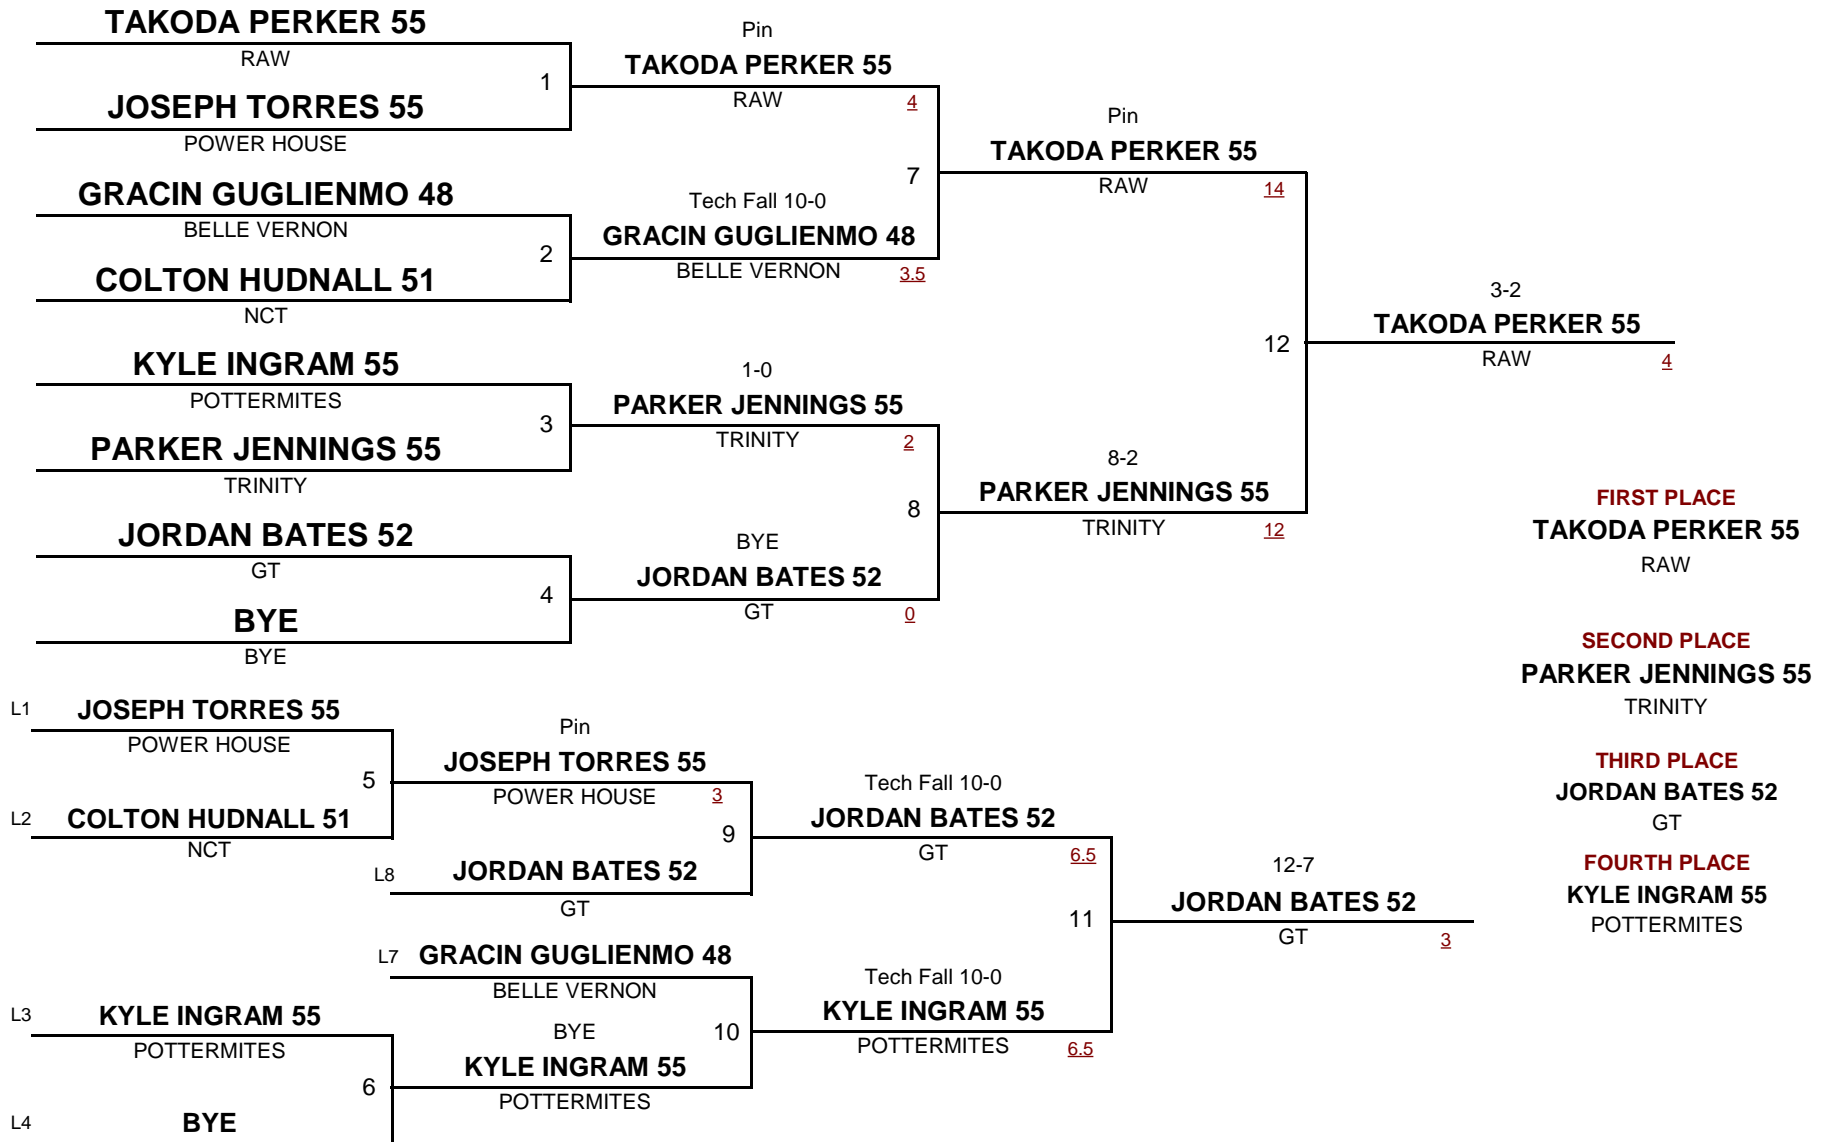 TAKODA PERKER 55
RAW
1
JOSEPH TORRES 55
POWER HOUSE
GRACIN GUGLIENMO 48
BELLE VERNON
2
COLTON HUDNALL 51
NCT
KYLE INGRAM 55
POTTERMITES
3
PARKER JENNINGS 55
TRINITY
JORDAN BATES 52
GT
4
BYE
BYE
Pin
TAKODA PERKER 55
RAW 4
7
Tech Fall 10-0
GRACIN GUGLIENMO 48
BELLE VERNON 3.5
1-0
PARKER JENNINGS 55
TRINITY 2
8
BYE
JORDAN BATES 52
GT 0
Pin
TAKODA PERKER 55
RAW 14
12
8-2
PARKER JENNINGS 55
TRINITY 12
3-2
TAKODA PERKER 55
RAW 4
FIRST PLACE
TAKODA PERKER 55
RAW
SECOND PLACE
PARKER JENNINGS 55
TRINITY
THIRD PLACE
JORDAN BATES 52
GT
FOURTH PLACE
KYLE INGRAM 55
POTTERMITES
L1 JOSEPH TORRES 55
POWER HOUSE
5
L2 COLTON HUDNALL 51
NCT
L3 KYLE INGRAM 55
POTTERMITES
6
L4 BYE
Pin
JOSEPH TORRES 55
POWER HOUSE 3
9
L8 JORDAN BATES 52
GT
L7 GRACIN GUGLIENMO 48
BELLE VERNON
BYE 10
KYLE INGRAM 55
POTTERMITES
Tech Fall 10-0
JORDAN BATES 52
GT 6.5
11
Tech Fall 10-0
KYLE INGRAM 55
POTTERMITES 6.5
12-7
JORDAN BATES 52
GT 3